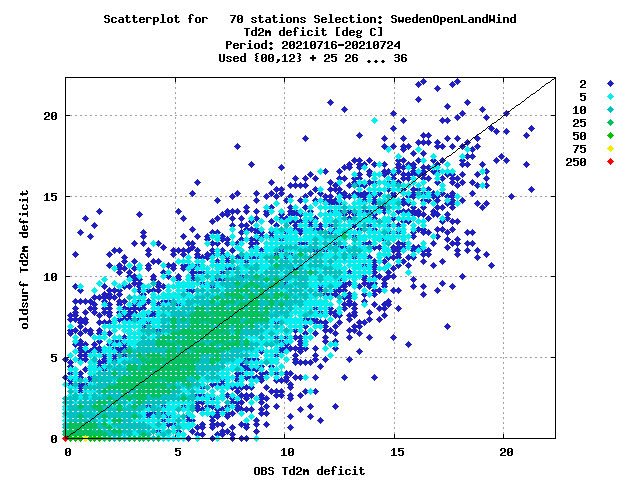 Scatterplot for 70 stations Selection: SwedenOpenLandWind
Td2m deficit [deg C]
Period: 20210716-20210724
Used {00,12} + 25 26 ... 36
2
5
10
25
50
75
250
20
15
10
5
0
oldsurf Td2m deficit
0 5 10 15 20
OBS Td2m deficit